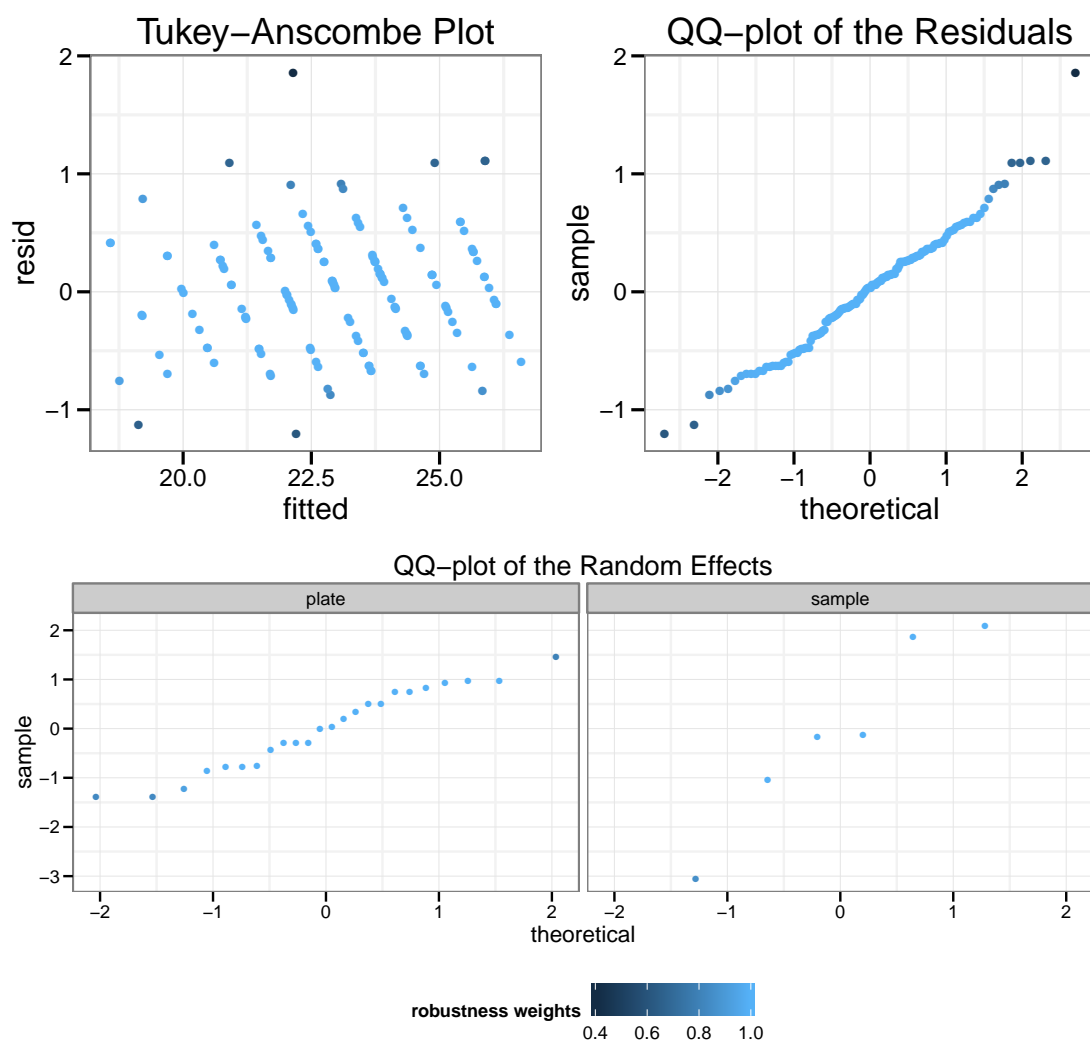 Tukey−Anscombe Plot
2
1
0
−1
resid
20.0 22.5 25.0
fitted
QQ−plot of the Residuals
2
1
0
−1
sample
−2 −1 0 1 2
theoretical
QQ−plot of the Random Effects
plate sample
2
1
0
−1
−2
−3
sample
−2 −1 0 1 2 −2 −1 0 1 2
theoretical
robustness weights
0.4 0.6 0.8 1.0